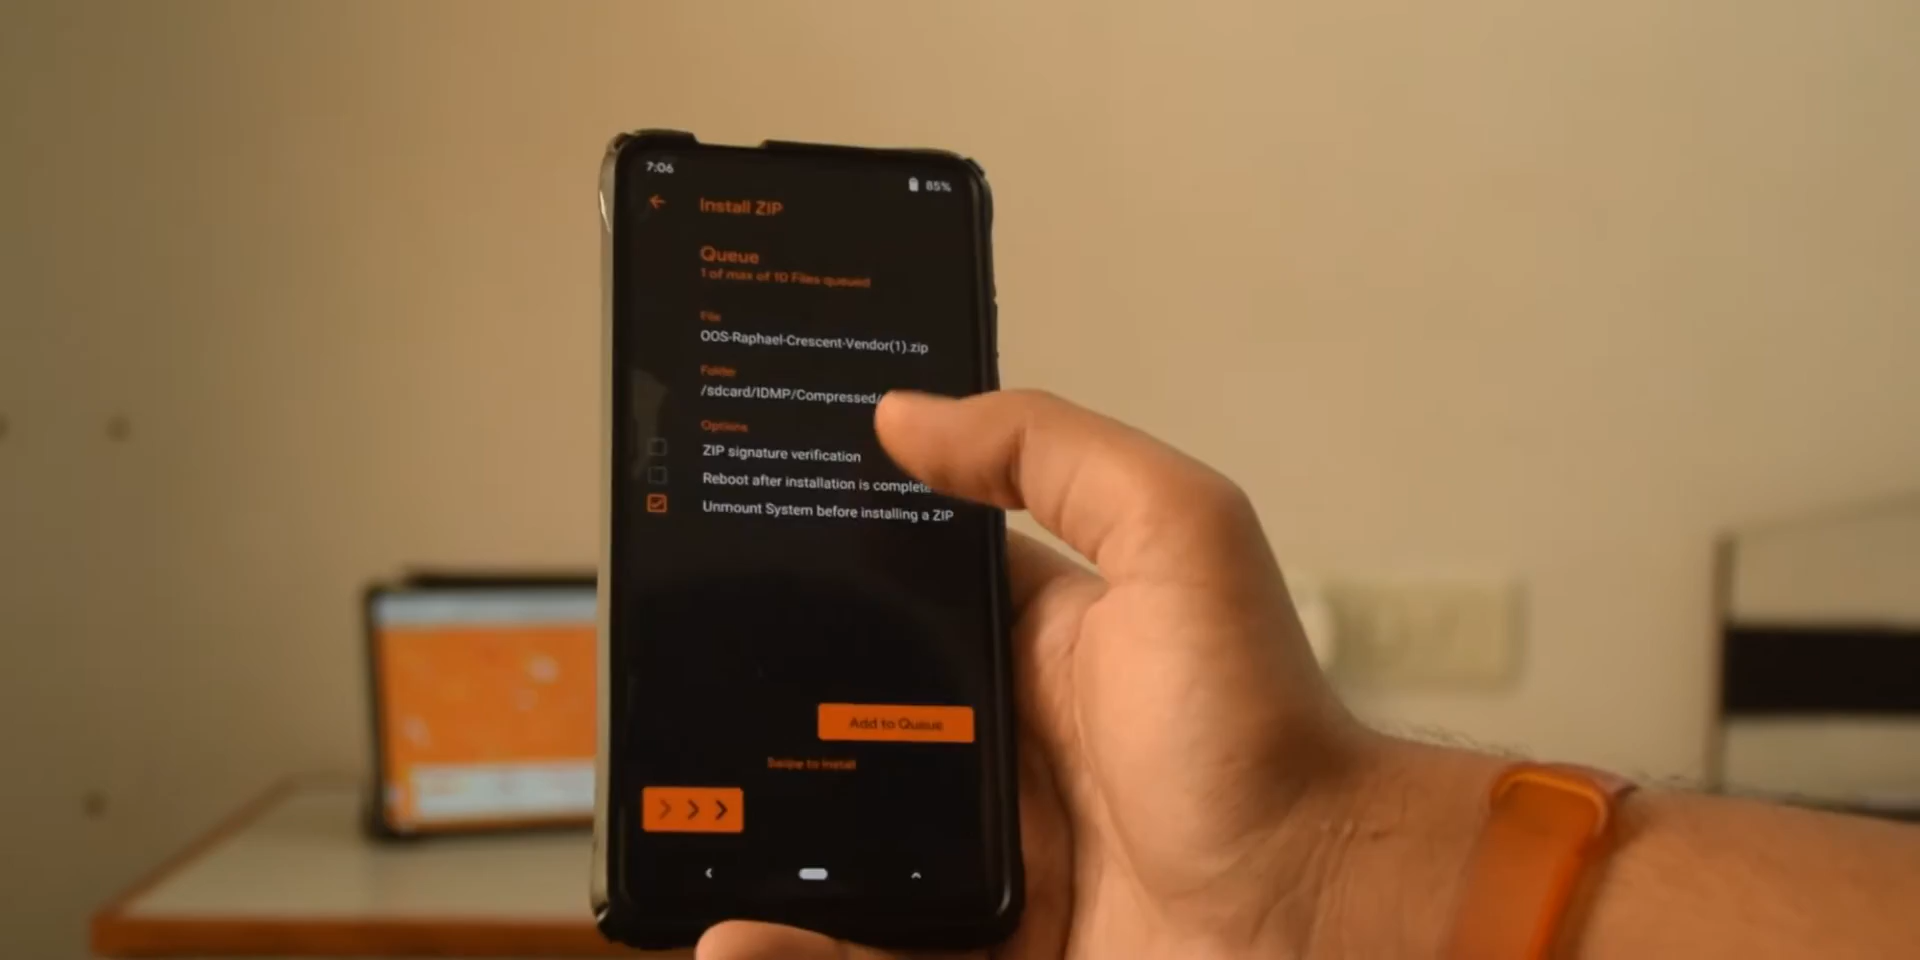 7:06
85%
Install ZIP
Queue
1 of max of 10 Files queued
File
OOS-Raphael-Crescent-Vendor(1).zip
Folder
/sdcard/IDMP/Compressed/
Options
ZIP signature verification
Reboot after installation is complete
Unmount System before installing a ZIP
Add to Queue
Swipe to Install